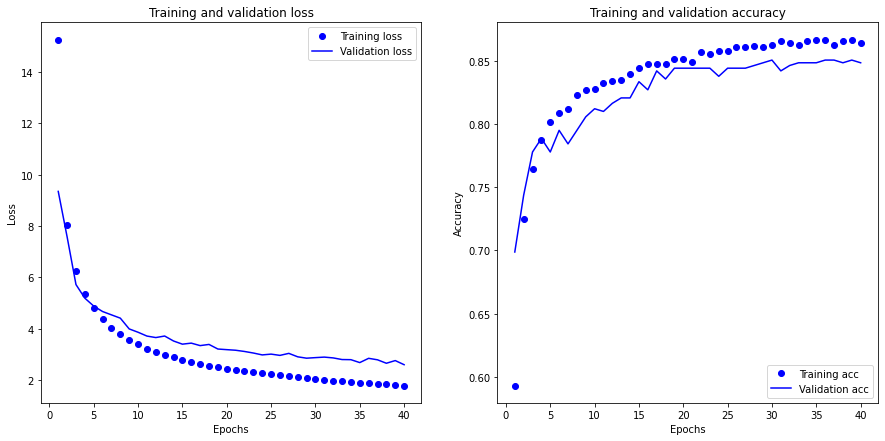 Training and validation loss
Training loss
Validation loss
14
12
10
8
6
4
2
Loss
0 5 10 15 20 25 30 35 40
Epochs
Training and validation accuracy
0.85
0.80
0.75
0.70
0.65
0.60
Accuracy
Training acc
Validation acc
0 5 10 15 20 25 30 35 40
Epochs